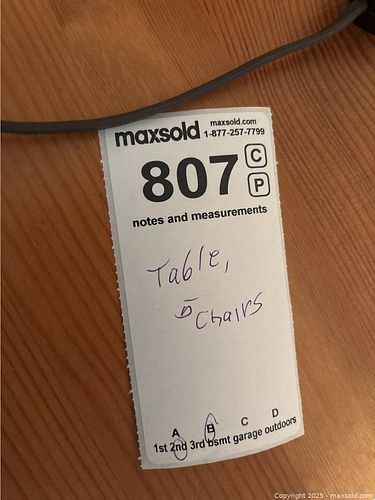 maxsold maxsold.com
1-877-257-7799
807 C
P
notes and measurements
Table,
5 Chairs
A B C D
1st 2nd 3rd bsmt garage outdoors
Copyright 2025 - maxsold.com